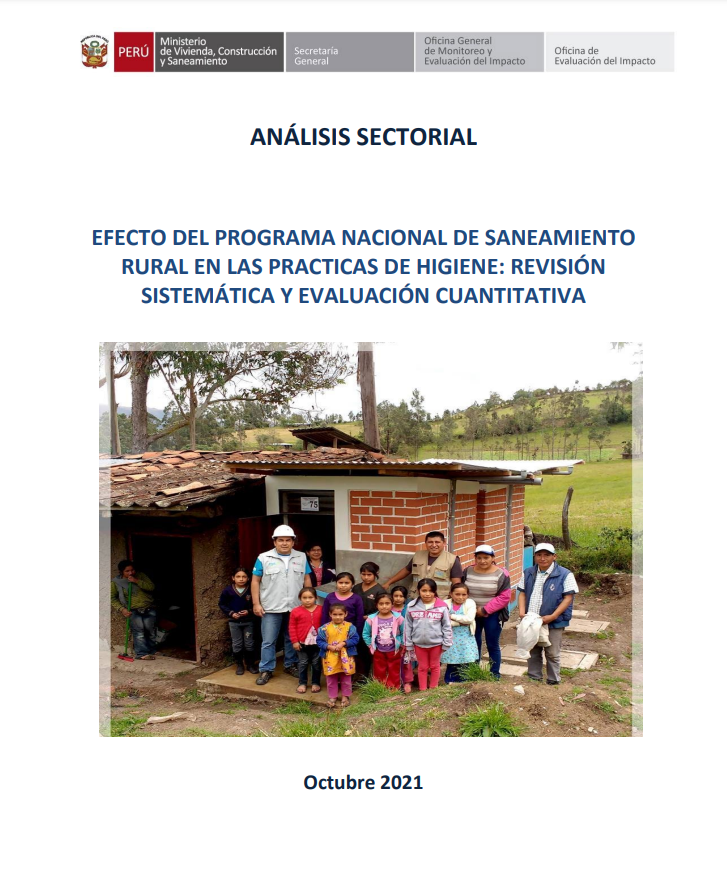 PERÚ
Ministerio
de Vivienda, Construcción
y Saneamiento
Secretaría
General
Oficina General
de Monitoreo y
Evaluación del Impacto
Oficina de
Evaluación del Impacto
ANÁLISIS SECTORIAL
EFECTO DEL PROGRAMA NACIONAL DE SANEAMIENTO
RURAL EN LAS PRACTICAS DE HIGIENE: REVISIÓN
SISTEMÁTICA Y EVALUACIÓN CUANTITATIVA
75
Octubre 2021